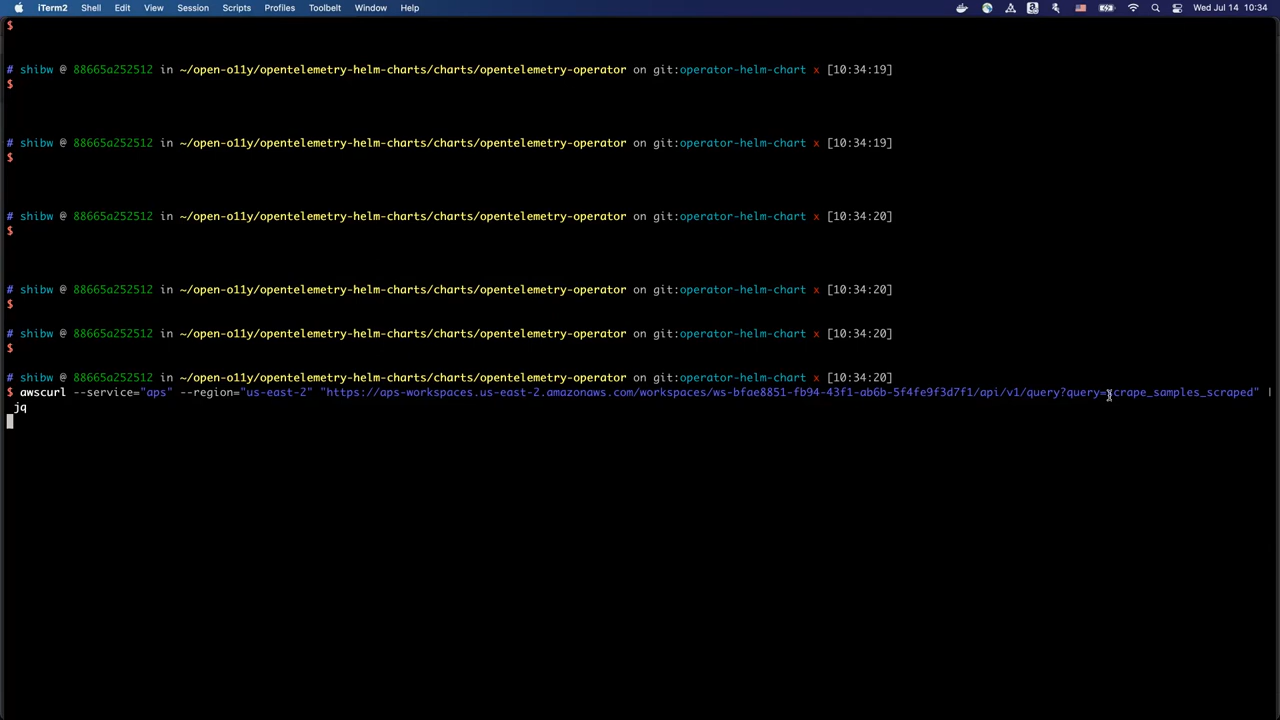 iTerm2 Shell Edit View Session Scripts Profiles Toolbelt Window Help Wed Jul 14 10:34
$
# shibw @ 88665a252512 in ~/open-o11y/opentelemetry-helm-charts/charts/opentelemetry-operator on git:operator-helm-chart x [10:34:19]
$
# shibw @ 88665a252512 in ~/open-o11y/opentelemetry-helm-charts/charts/opentelemetry-operator on git:operator-helm-chart x [10:34:19]
$
# shibw @ 88665a252512 in ~/open-o11y/opentelemetry-helm-charts/charts/opentelemetry-operator on git:operator-helm-chart x [10:34:20]
$
# shibw @ 88665a252512 in ~/open-o11y/opentelemetry-helm-charts/charts/opentelemetry-operator on git:operator-helm-chart x [10:34:20]
$
# shibw @ 88665a252512 in ~/open-o11y/opentelemetry-helm-charts/charts/opentelemetry-operator on git:operator-helm-chart x [10:34:20]
$
# shibw @ 88665a252512 in ~/open-o11y/opentelemetry-helm-charts/charts/opentelemetry-operator on git:operator-helm-chart x [10:34:20]
$ awscurl --service="aps" --region="us-east-2" "https://aps-workspaces.us-east-2.amazonaws.com/workspaces/ws-bfae8851-fb94-43f1-ab6b-5f4fe9f3d7f1/api/v1/query?query=scrape_samples_scraped" |
jq